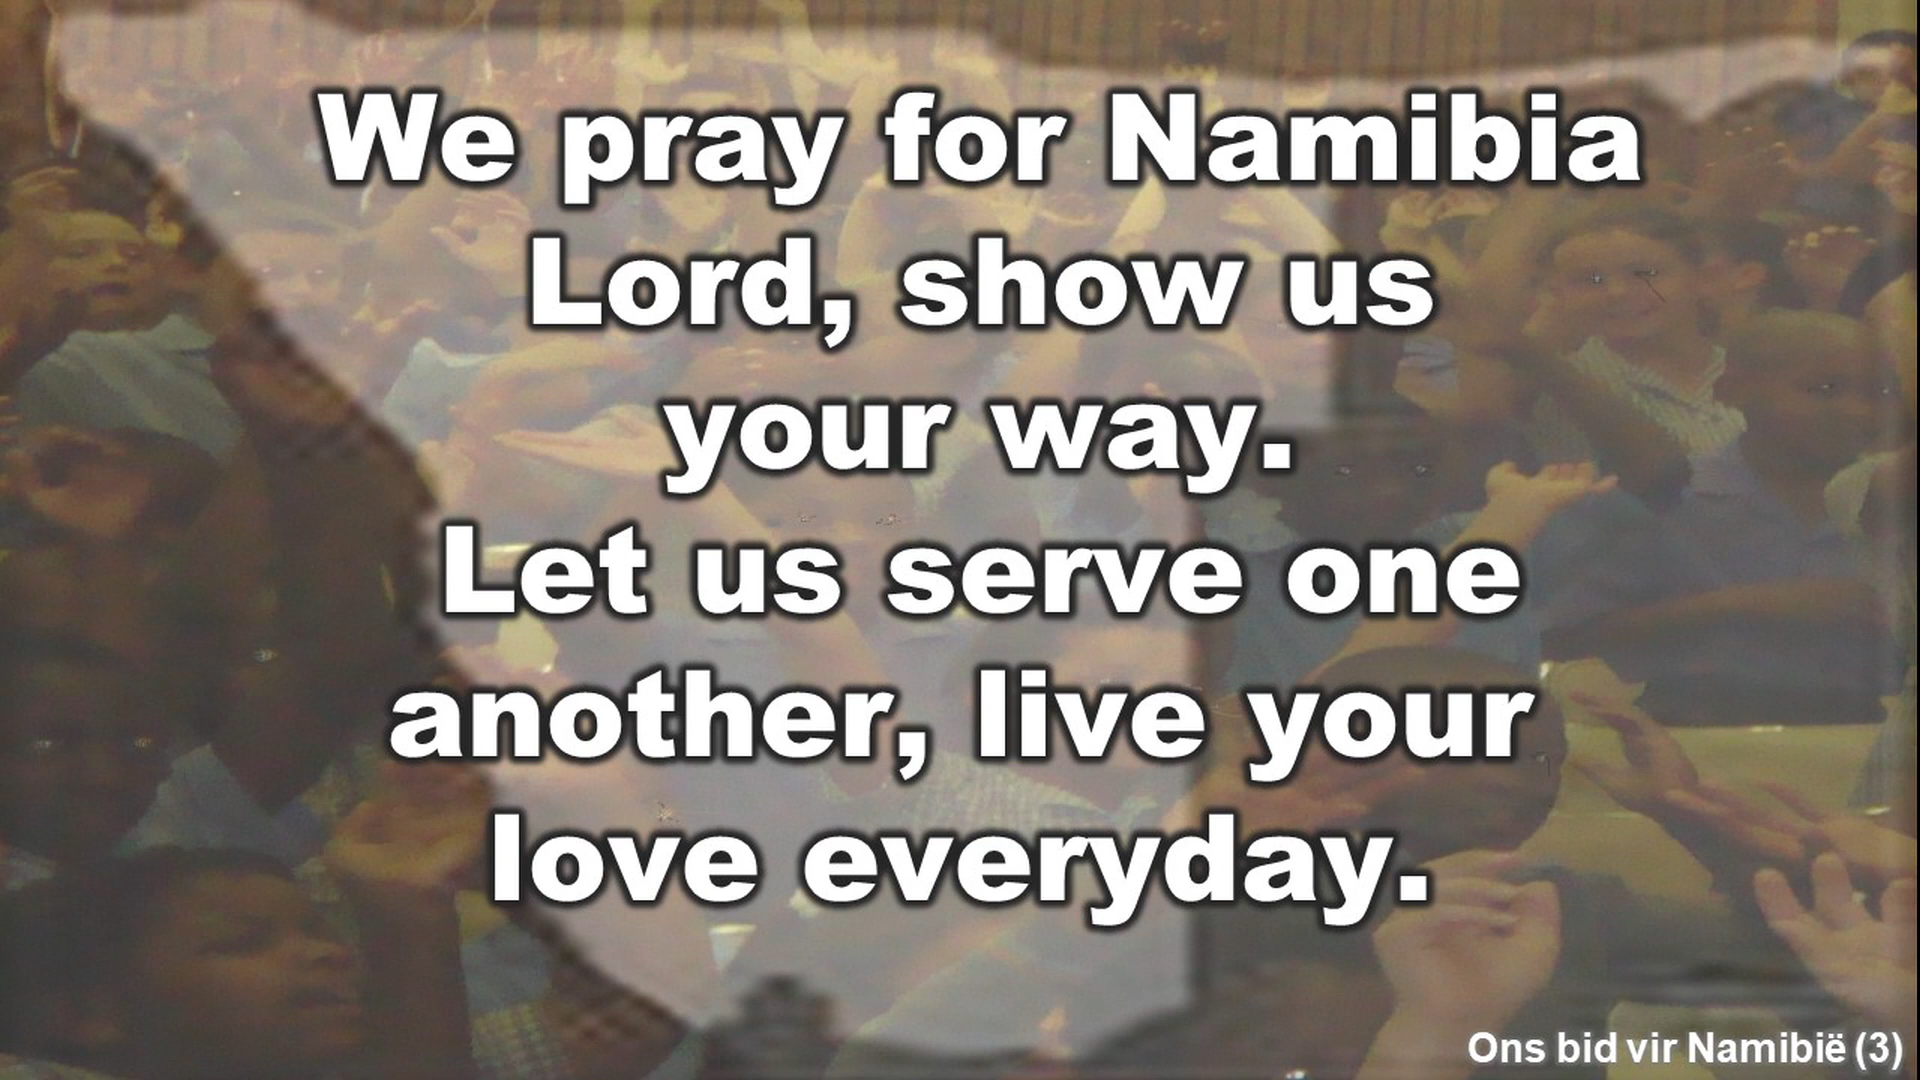 We pray for Namibia
Lord, show us
your way.
Let us serve one
another, live your
love everyday.
Ons bid vir Namibië (3)